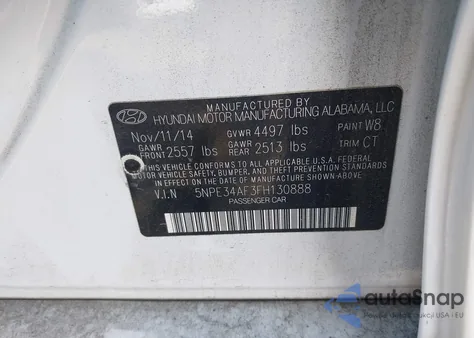 MANUFACTURED BY
HYUNDAI MOTOR MANUFACTURING ALABAMA, LLC
Nov/11/14 GVWR 4497 lbs PAINT W8
GAWR FRONT 2557 lbs GAWR REAR 2513 lbs TRIM CT
THIS VEHICLE CONFORMS TO ALL APPLICABLE U.S. FEDERAL
MOTOR VEHICLE SAFETY, BUMPER, AND THEFT PREVENTION STANDARDS
IN EFFECT ON THE DATE OF MANUFACTURE SHOWN ABOVE.
V.I.N 5NPE34AF3FH130888
PASSENGER CAR
autoSnap
USA i EU